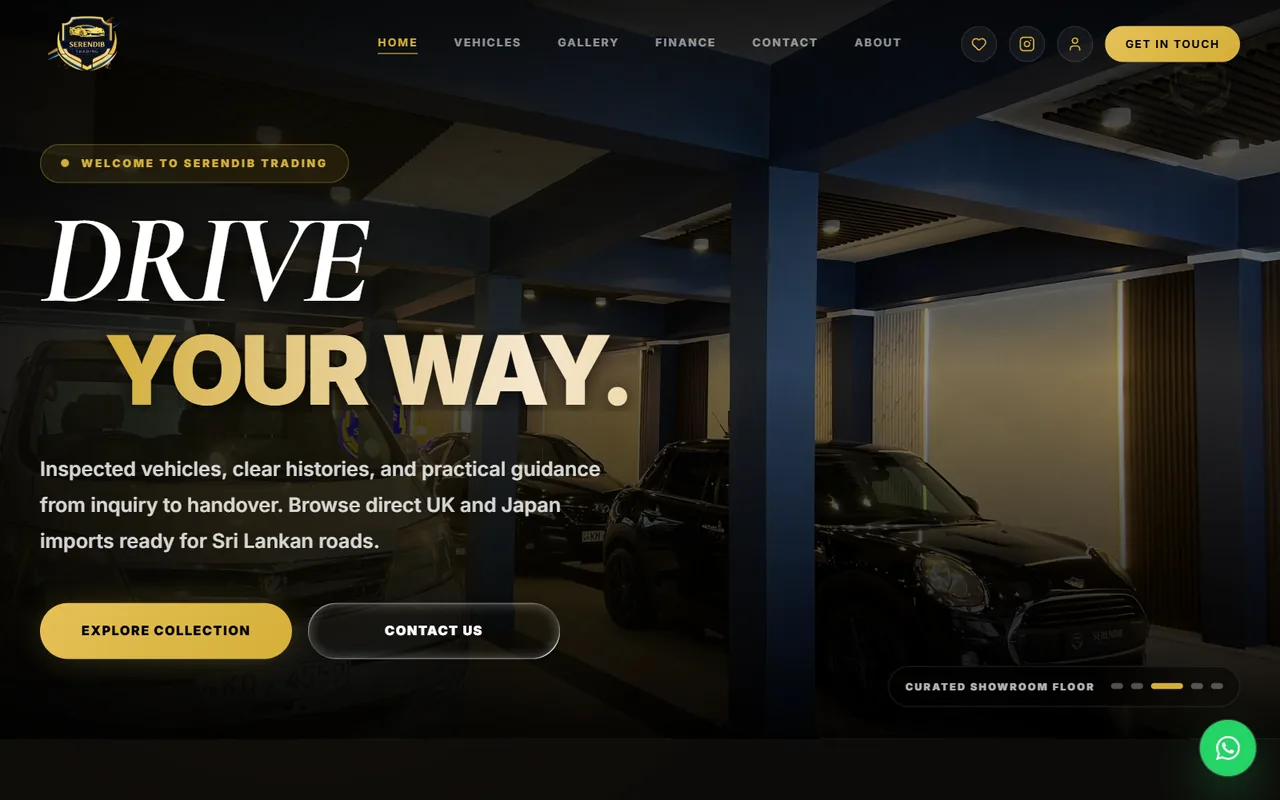 SERENDIB
TRADING
HOME
VEHICLES
GALLERY
FINANCE
CONTACT
ABOUT
GET IN TOUCH
WELCOME TO SERENDIB TRADING
DRIVE
YOUR WAY.
Inspected vehicles, clear histories, and practical guidance
from inquiry to handover. Browse direct UK and Japan
imports ready for Sri Lankan roads.
EXPLORE COLLECTION
CONTACT US
SERENDIB
CURATED SHOWROOM FLOOR